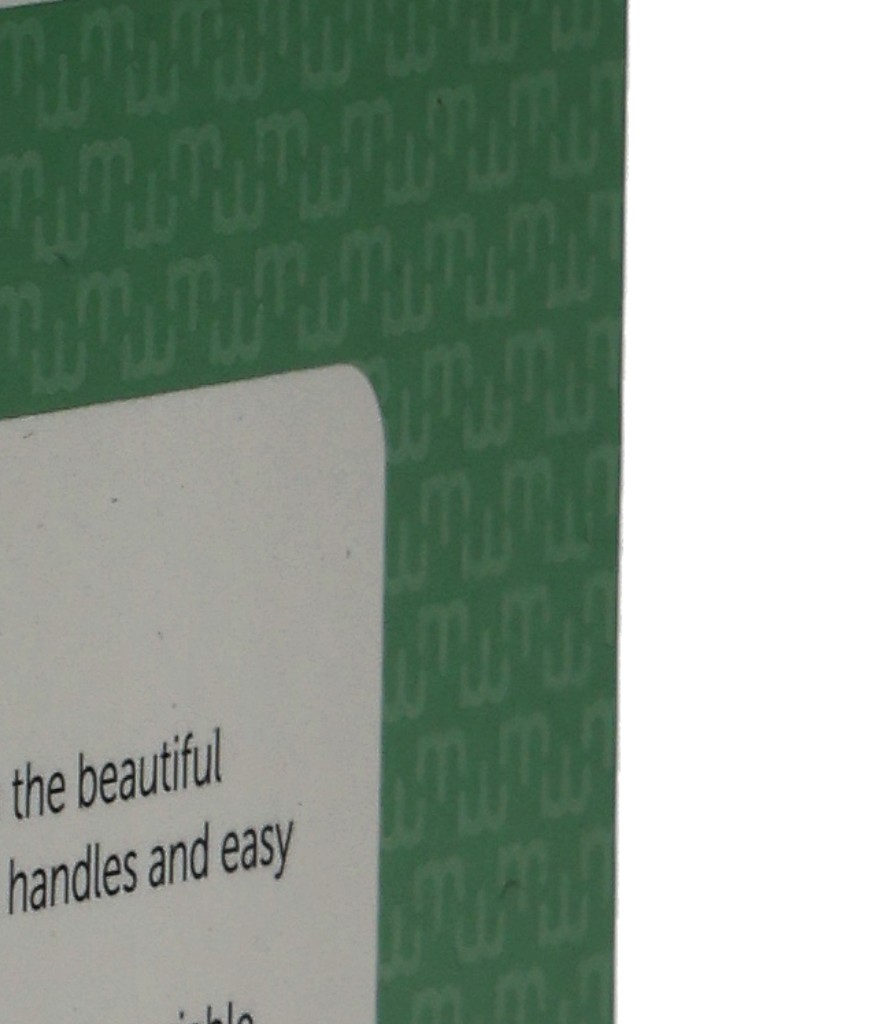 the beautiful
handles and easy